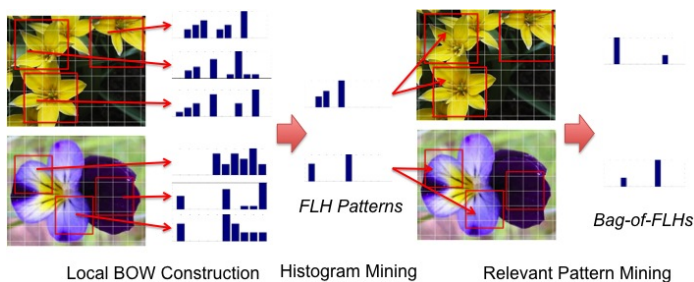 FLH Patterns
Bag-of-FLHs
Local BOW Construction
Histogram Mining
Relevant Pattern Mining